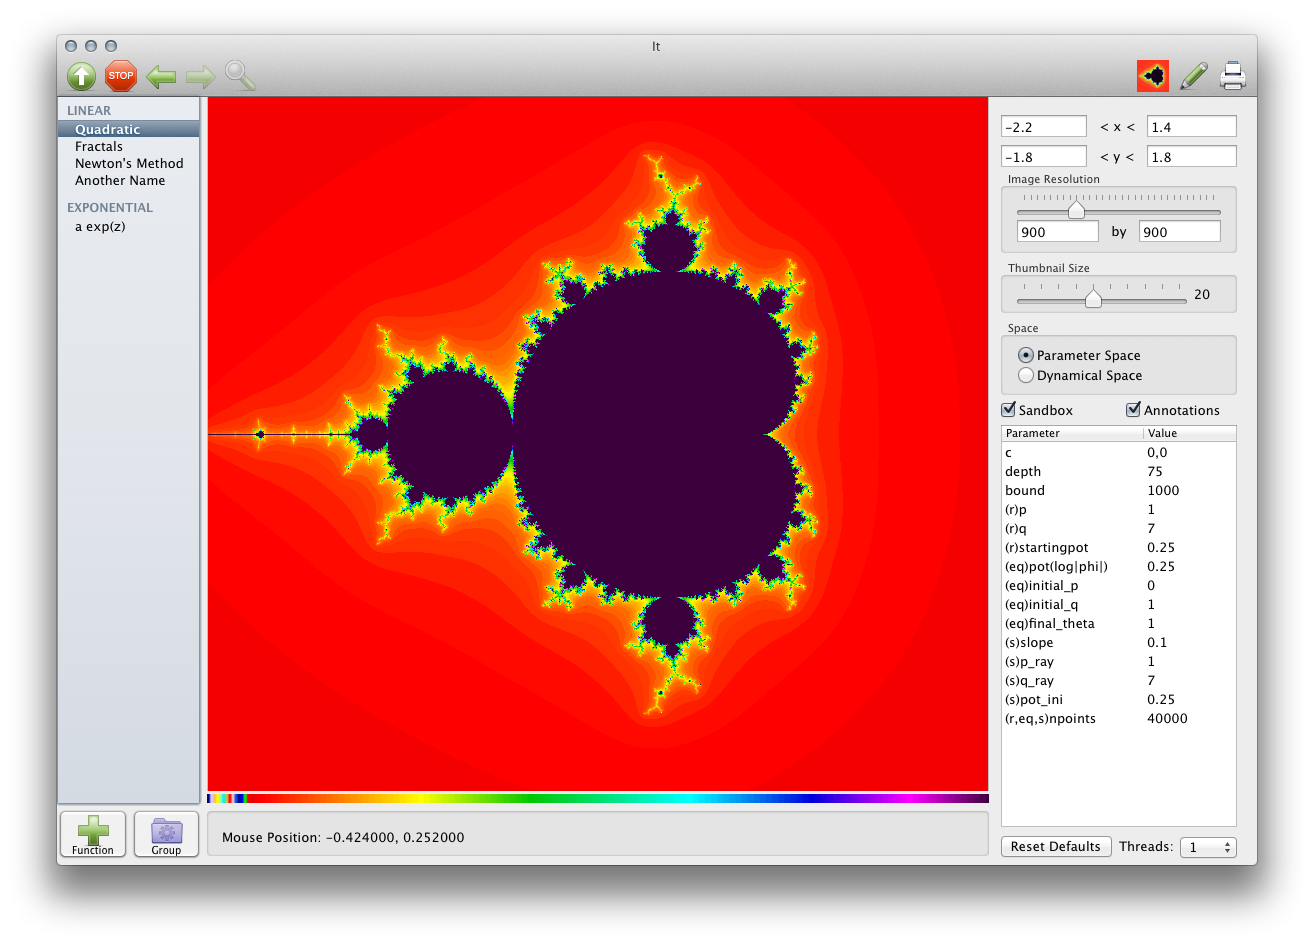 It
STOP
LINEAR
Quadratic
Fractals
Newton's Method
Another Name
EXPONENTIAL
a exp(z)
Function
Group
Mouse Position: -0.424000, 0.252000
-2.2 < x < 1.4
-1.8 < y < 1.8
Image Resolution
900 by 900
Thumbnail Size
20
Space
Parameter Space
Dynamical Space
Sandbox Annotations
Parameter Value
c 0,0
depth 75
bound 1000
(r)p 1
(r)q 7
(r)startingpot 0.25
(eq)pot(log|phi|) 0.25
(eq)initial_p 0
(eq)initial_q 1
(eq)final_theta 1
(s)slope 0.1
(s)p_ray 1
(s)q_ray 7
(s)pot_ini 0.25
(r,eq,s)npoints 40000
Reset Defaults Threads: 1